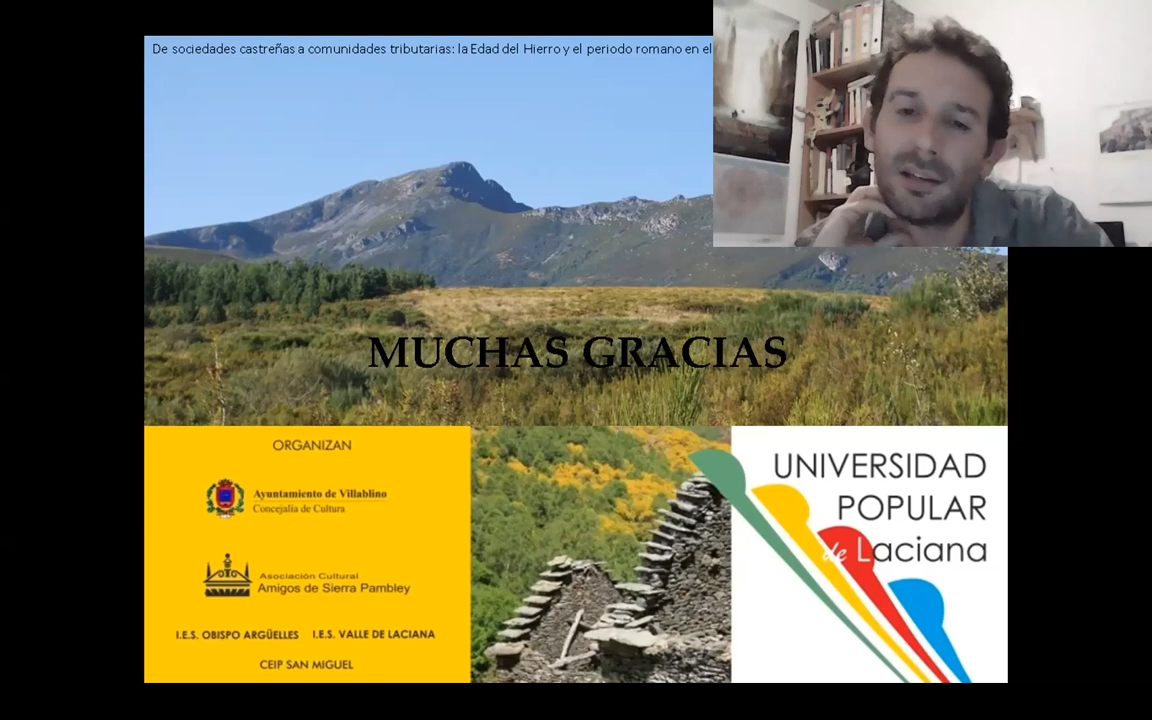 De sociedades castreñas a comunidades tributarias: la Edad del Hierro y el periodo romano en el
MUCHAS GRACIAS
ORGANIZAN
Ayuntamiento de Villablino
Concejalía de Cultura
Asociación Cultural
Amigos de Sierra Pambley
I.E.S. OBISPO ARGÜELLES I.E.S. VALLE DE LACIANA
CEIP SAN MIGUEL
UNIVERSIDAD
POPULAR
de Laciana